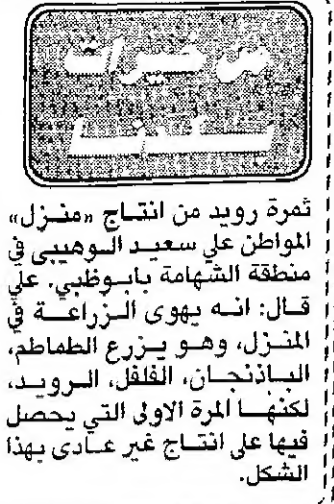 من خيرات
بلادنا
ثمرة رويد من انتاج «منزل»
المواطن علي سعيد الوهيبى في
منطقة الشهامة بابوظبي. علي
قال: انه يهوى الزراعة في
المنزل، وهو يزرع الطماطم،
الباذنجان، الفلفل، الرويد،
لكنها المرة الاولى التي يحصل
فيها على انتاج غير عادى بهذا
الشكل.